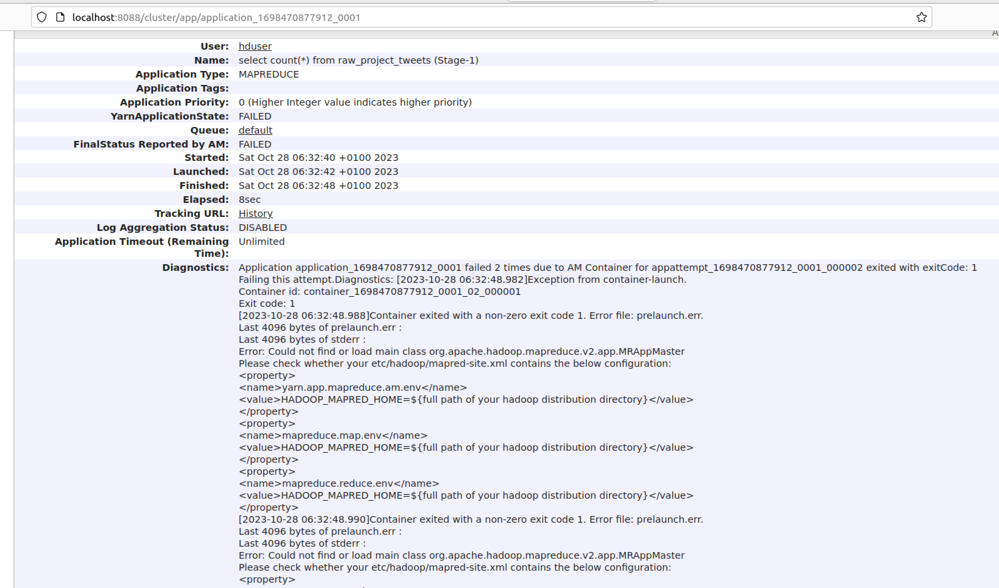 localhost:8088/cluster/app/application_1698470877912_0001
User: hduser
Name: select count(*) from raw_project_tweets (Stage-1)
Application Type: MAPREDUCE
Application Tags:
Application Priority: 0 (Higher Integer value indicates higher priority)
YarnApplicationState: FAILED
Queue: default
FinalStatus Reported by AM: FAILED
Started: Sat Oct 28 06:32:40 +0100 2023
Launched: Sat Oct 28 06:32:42 +0100 2023
Finished: Sat Oct 28 06:32:48 +0100 2023
Elapsed: 8sec
Tracking URL: History
Log Aggregation Status: DISABLED
Application Timeout (Remaining Unlimited
Time):
Diagnostics: Application application_1698470877912_0001 failed 2 times due to AM Container for appattempt_1698470877912_0001_000002 exited with exitCode: 1
Failing this attempt.Diagnostics: [2023-10-28 06:32:48.982]Exception from container-launch.
Container id: container_1698470877912_0001_02_000001
Exit code: 1
[2023-10-28 06:32:48.988]Container exited with a non-zero exit code 1. Error file: prelaunch.err.
Last 4096 bytes of prelaunch.err :
Last 4096 bytes of stderr :
Error: Could not find or load main class org.apache.hadoop.mapreduce.v2.app.MRAppMaster
Please check whether your etc/hadoop/mapred-site.xml contains the below configuration:
<property>
<name>yarn.app.mapreduce.am.env</name>
<value>HADOOP_MAPRED_HOME=${full path of your hadoop distribution directory}</value>
</property>
<property>
<name>mapreduce.map.env</name>
<value>HADOOP_MAPRED_HOME=${full path of your hadoop distribution directory}</value>
</property>
<property>
<name>mapreduce.reduce.env</name>
<value>HADOOP_MAPRED_HOME=${full path of your hadoop distribution directory}</value>
</property>
[2023-10-28 06:32:48.990]Container exited with a non-zero exit code 1. Error file: prelaunch.err.
Last 4096 bytes of prelaunch.err :
Last 4096 bytes of stderr :
Error: Could not find or load main class org.apache.hadoop.mapreduce.v2.app.MRAppMaster
Please check whether your etc/hadoop/mapred-site.xml contains the below configuration:
<property>